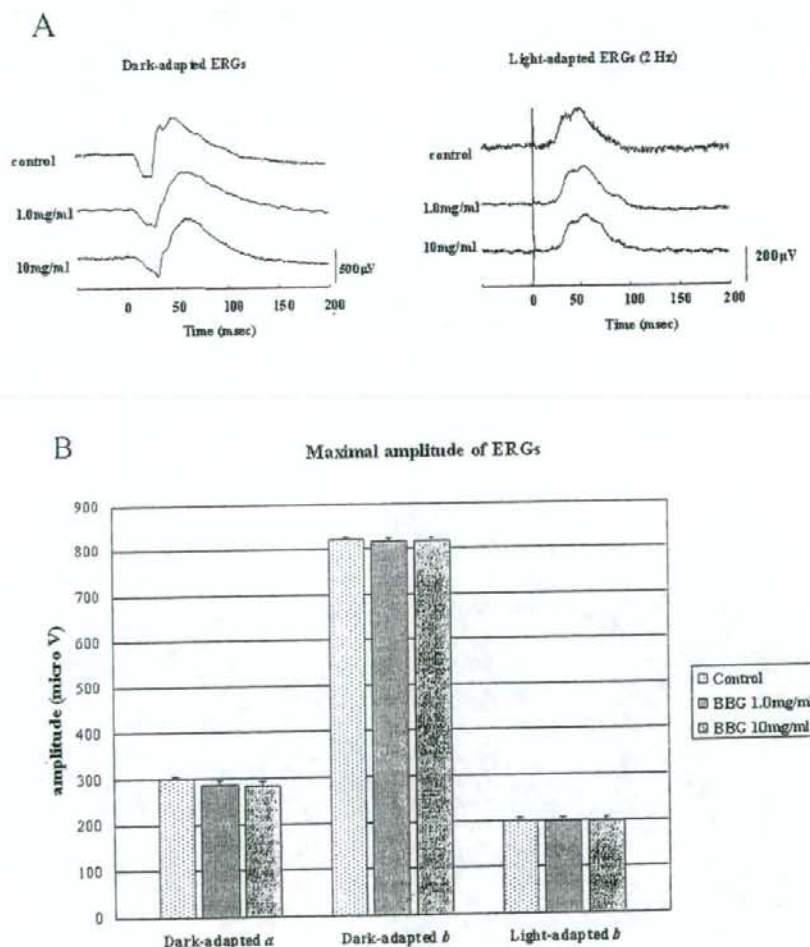 A
Dark-adapted ERGs
control
1.0mg/ml
10mg/ml
500μV
0 50 100 150 200
Time (msec)
Light-adapted ERGs (2 Hz)
control
1.0mg/ml
10mg/ml
200μV
0 50 100 150 200
Time (msec)
B
Maximal amplitude of ERGs
amplitude (micro V)
900
800
700
600
500
400
300
200
100
0
Dark-adapted a
Dark-adapted b
Light-adapted b
Control
BBG 1.0mg/ml
BBG 10mg/ml